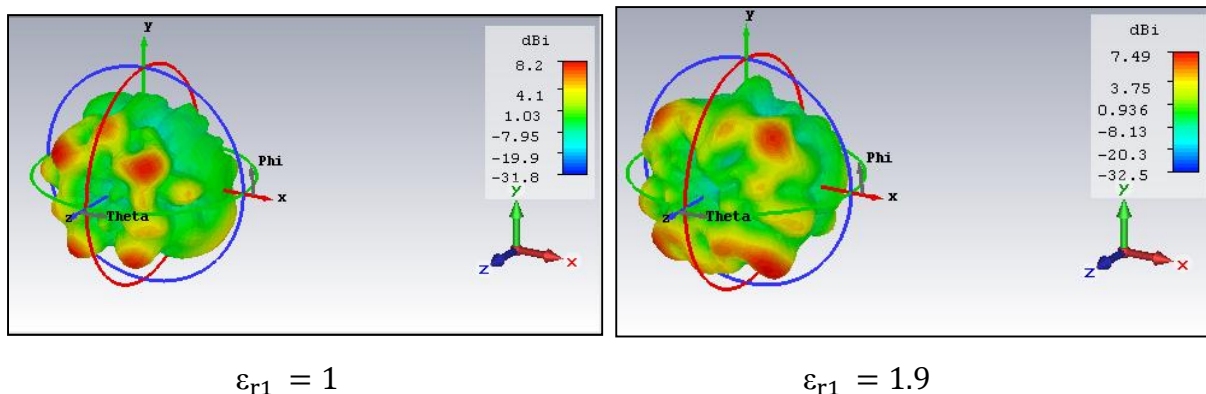 y
dBi
8.2
4.1
1.03
-7.95
-19.9
-31.8
Phi
x
z
Theta
y
z
x
y
dBi
7.49
3.75
0.936
-8.13
-20.3
-32.5
Phi
x
z
Theta
y
z
x
εr1 = 1
εr1 = 1.9